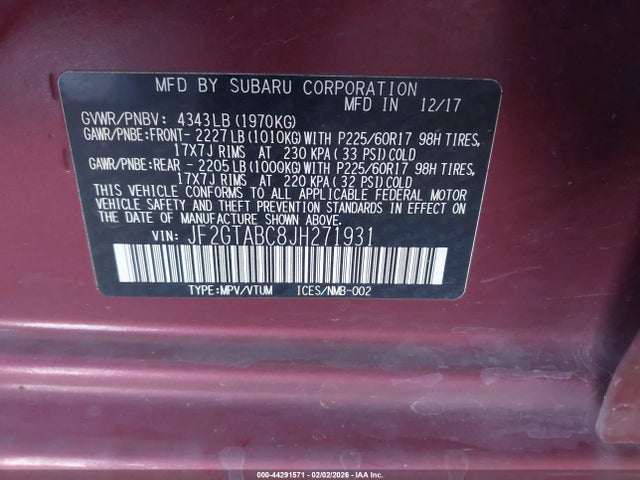 MFD BY SUBARU CORPORATION
MFD IN 12/17
GVWR/PNBV: 4343LB (1970KG)
GAWR/PNBE:FRONT- 2227LB(1010KG)WITH P225/60R17 98H TIRES,
17X7J RIMS AT 230 KPA (33 PSI)COLD
GAWR/PNBE:REAR - 2205LB(1000KG)WITH P225/60R17 98H TIRES,
17X7J RIMS AT 220 KPA (32 PSI)COLD
THIS VEHICLE CONFORMS TO ALL APPLICABLE FEDERAL MOTOR
VEHICLE SAFETY AND BUMPER STANDARDS IN EFFECT ON
THE DATE OF MANUFACTURE SHOWN ABOVE.
VIN: JF2GTABC8JH271931
TYPE:MPV/VTUM ICES/NMB-002
000-44291571 - 02/02/2026 - IAA Inc.